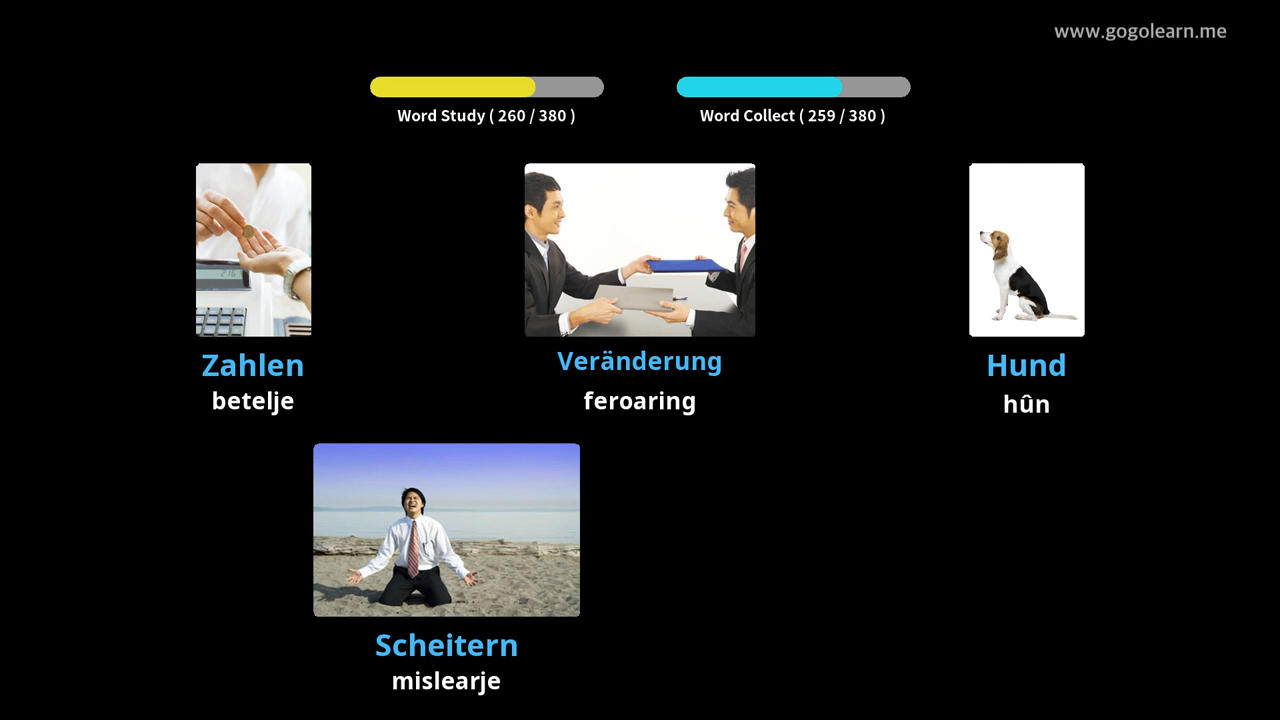 www.gogolearn.me
Word Study ( 260 / 380 )
Word Collect ( 259 / 380 )
Zahlen
betelje
Veränderung
feroaring
Hund
hûn
Scheitern
mislearje